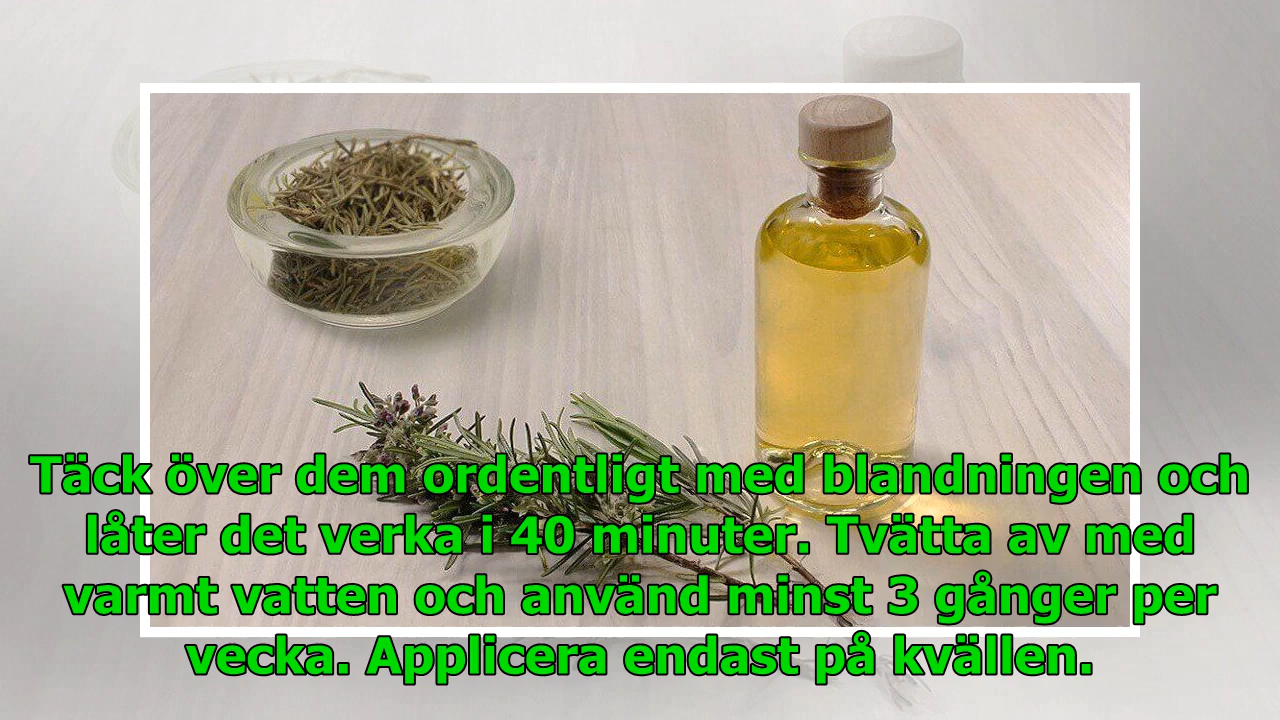 Täck över dem ordentligt med blandningen och
låter det verka i 40 minuter. Tvätta av med
varmt vatten och använd minst 3 gånger per
vecka. Applicera endast på kvällen.